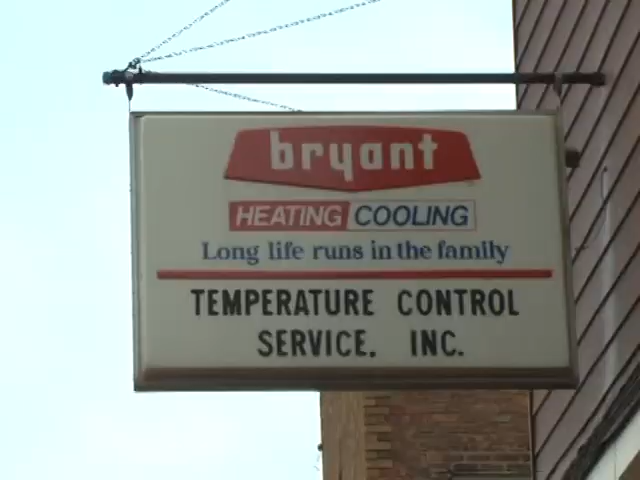 bryant
HEATING COOLING
Long life runs in the family
TEMPERATURE CONTROL
SERVICE. INC.